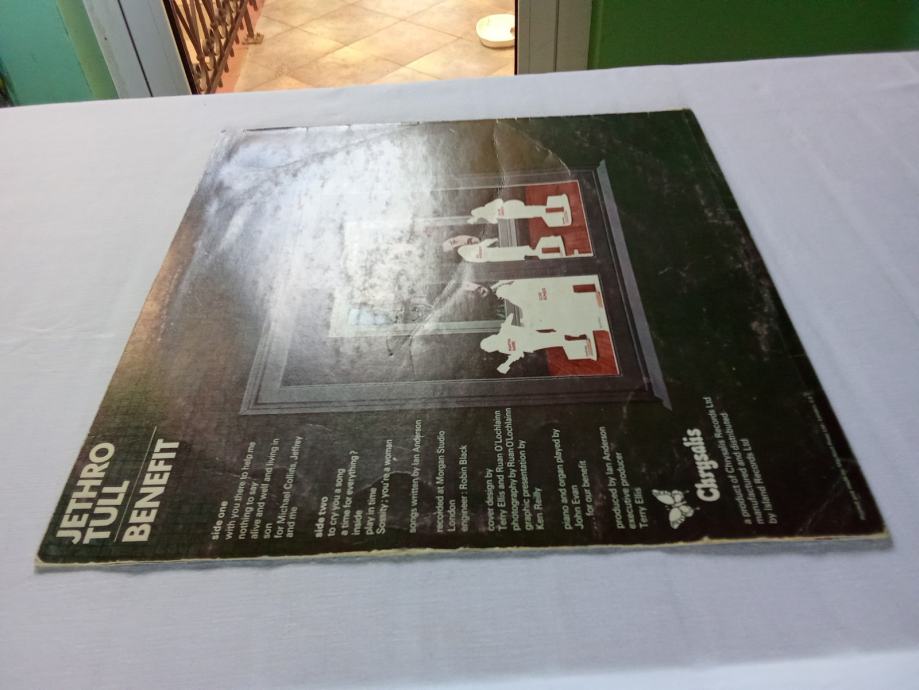 JETHRO
TULL
BENEFIT
side one
with you there to help me
nothing to say
alive and well and living in
son
for Michael Collins, Jeffrey
and me
side two
to cry you a song
a time for everything?
inside
play in time
Sossity; you're a woman
songs written by Ian Anderson
recorded at Morgan Studio
London
engineer: Robin Black
cover design by
Terry Ellis and Ruan O'Lochlainn
photography by Ruan O'Lochlainn
graphic presentation by
Ken Reilly
piano and organ played by
John Evan
for our benefit
produced by Ian Anderson
executive producer
Terry Ellis
Chrysalis
a product of Chrysalis Records Ltd
manufactured and distributed
by Island Records Ltd